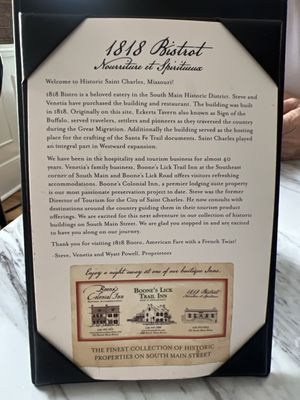 1818 Bistrot
Nourriture et Spiritueux
Welcome to Historic Saint Charles, Missouri!
1818 Bistro is a beloved eatery in the South Main Historic District. Steve and
Venetia have purchased the building and restaurant. The building was built
in 1818. Originally on this site, Eckerts Tavern also known as Sign of the
Buffalo, served travelers, settlers and pioneers as they traversed the country
during the Great Migration. Additionally the building served as the hosting place
for the crafting of the Santa Fe Trail documents. Saint Charles played
an integral part in Westward expansion.
We have been in the hospitality and tourism business for almost 40
years. Venetia's family business, Boone's Lick Trail Inn at the Southeast
corner of South Main and Boone's Lick Road offers visitors refreshing
accommodations. Boone's Colonial Inn, a premier lodging suite property
is our most passionate preservation project to date. Steve was the former
Director of Tourism for the City of Saint Charles. He now consults with
destinations around the country guiding them in their tourism product
offerings. We are excited for this next adventure in our collection of historic
buildings on South Main Street. We are glad you stopped in and are excited
to have you along on our journey.
Thank you for visiting 1818 Bistro, American Fare with a French Twist!
-Steve, Venetia and Wyatt Powell, Proprietors
Enjoy a night away at one of our boutique Inns.
Boone
Colonial Inn
BOONE'S LICK
TRAIL INN
1818 Bistrot
Nourriture et Spiritueux
THE FINEST COLLECTION OF HISTORIC
PROPERTIES ON SOUTH MAIN STREET